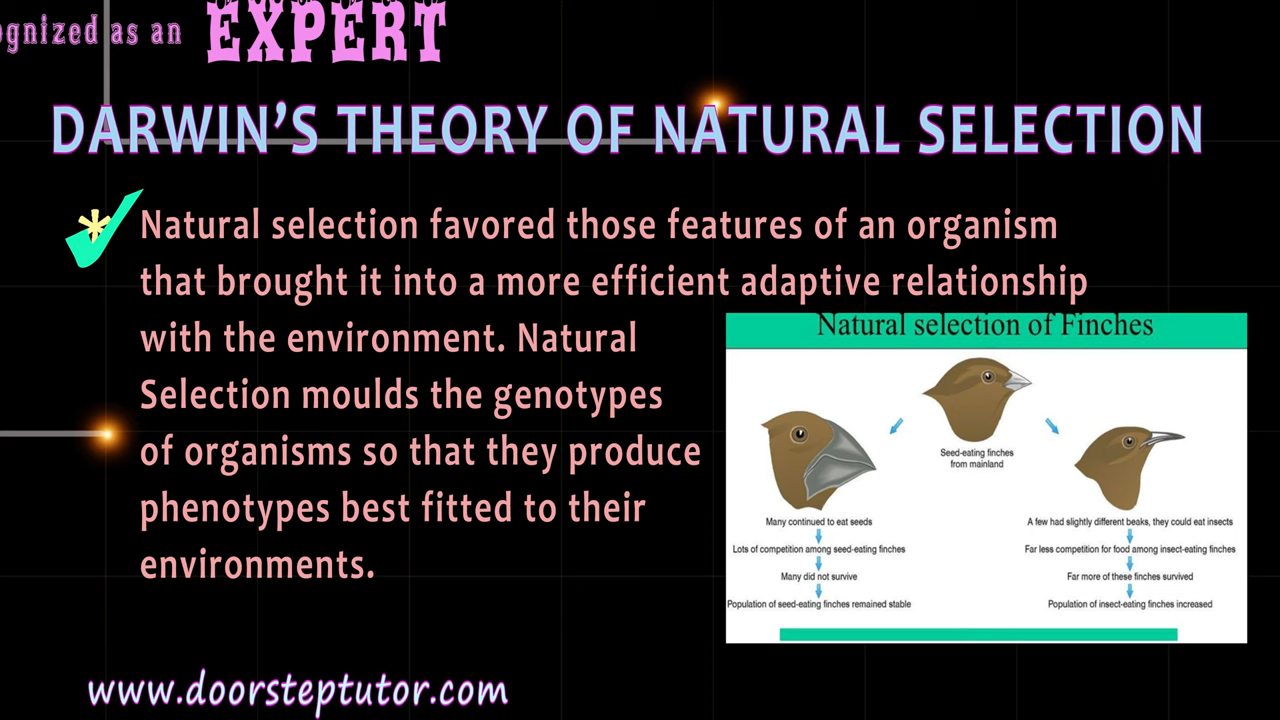 as an
EXPERT
DARWIN'S THEORY OF NATURAL SELECTION
* Natural selection favored those features of an organism
that brought it into a more efficient adaptive relationship
with the environment. Natural
Selection moulds the genotypes
of organisms so that they produce
phenotypes best fitted to their
environments.
Natural selection of Finches
Seed-eating finches
from mainland
Many continued to eat seeds
Lots of competition among seed-eating finches
Many did not survive
Population of seed-eating finches remained stable
A few had slightly different beaks, they could eat insects
Far less competition for food among insect-eating finches
Far more of these finches survived
Population of insect-eating finches increased
www.doorsteptutor.com